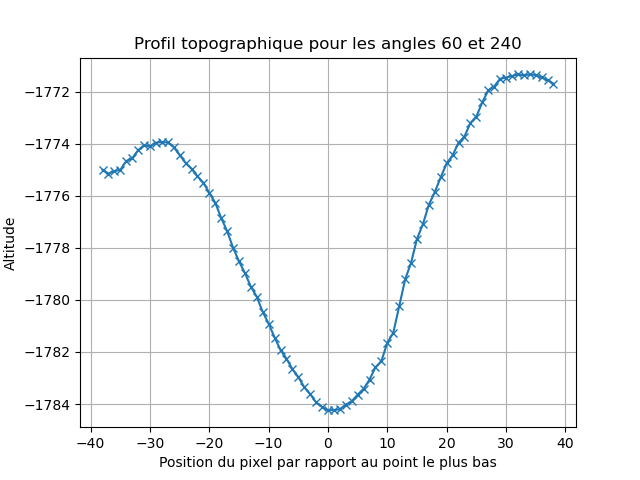 Profil topographique pour les angles 60 et 240
Altitude
−1772
−1774
−1776
−1778
−1780
−1782
−1784
−40 −30 −20 −10 0 10 20 30 40
Position du pixel par rapport au point le plus bas